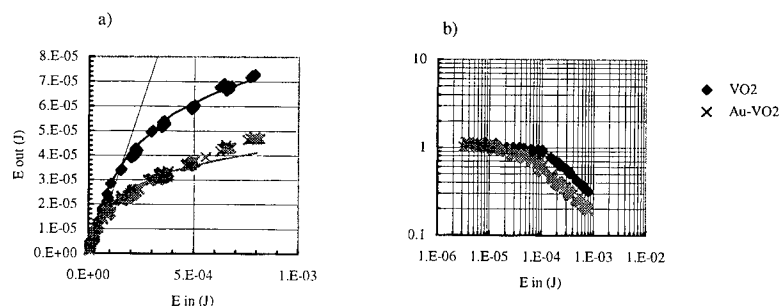 a)
E out (J)
8.E-05
7.E-05
6.E-05
5.E-05
4.E-05
3.E-05
2.E-05
1.E-05
0.E+00
0.E+00
5.E-04
1.E-03
E in (J)
b)
10
1
0.1
1.E-06
1.E-05
1.E-04
1.E-03
1.E-02
E in (J)
VO2
Au-VO2